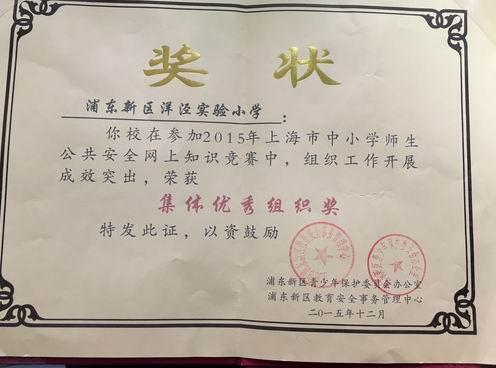 奖状
浦东新区洋泾实验小学：
你校在参加2015年上海市中小学师生
公共安全网上知识竞赛中，组织工作开展
成效突出，荣获
集体优秀组织奖
特发此证，以资鼓励
浦东新区青少年保护委员会办公室
浦东新区教育安全事务管理中心
二〇一五年十二月